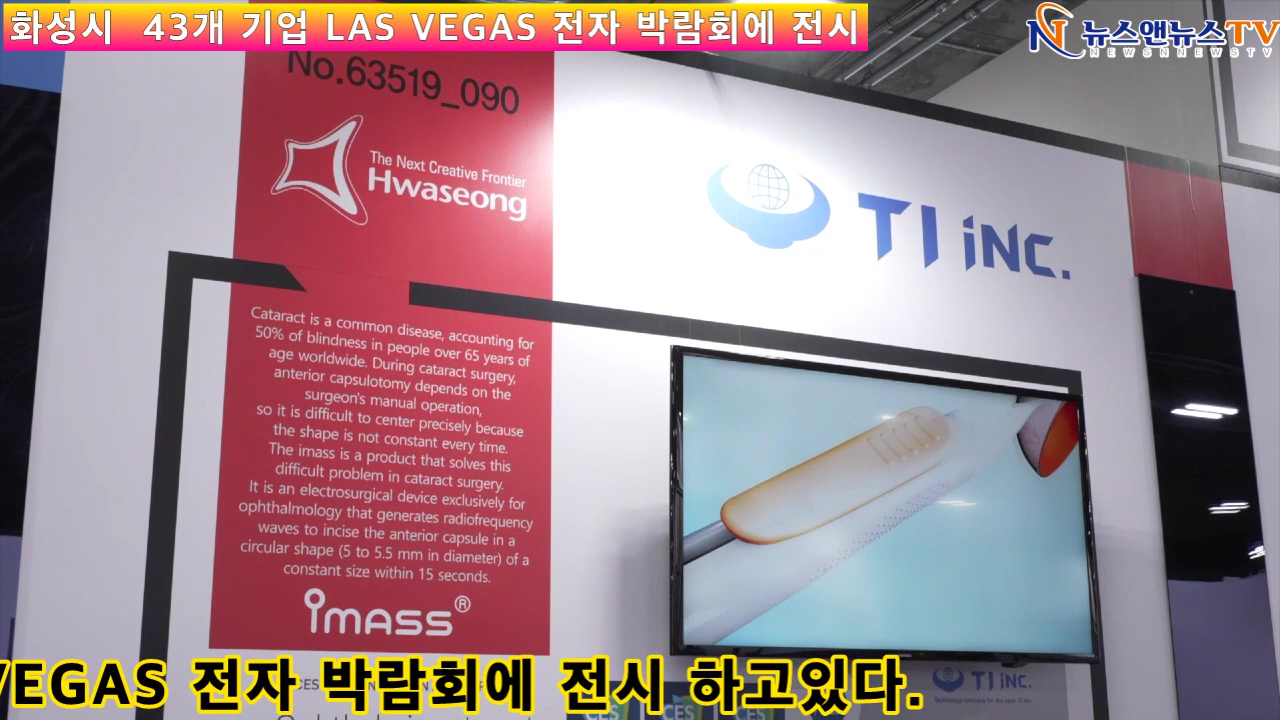 화성시 43개 기업 LAS VEGAS 전자 박람회에 전시
뉴스앤뉴스TV
NEWSNNEWSTV
No.63519_090
The Next Creative Frontier
Hwaseong
TI iNC.
Cataract is a common disease, accounting for
50% of blindness in people over 65 years of
age worldwide. During cataract surgery,
anterior capsulotomy depends on the
surgeon's manual operation,
so it is difficult to center precisely because
the shape is not constant every time.
The imass is a product that solves this
difficult problem in cataract surgery.
It is an electrosurgical device exclusively for
ophthalmology that generates radiofrequency
waves to incise the anterior capsule in a
circular shape (5 to 5.5 mm in diameter) of a
constant size within 15 seconds.
imass®
TI iNC.
VEGAS 전자 박람회에 전시 하고있다.
CES